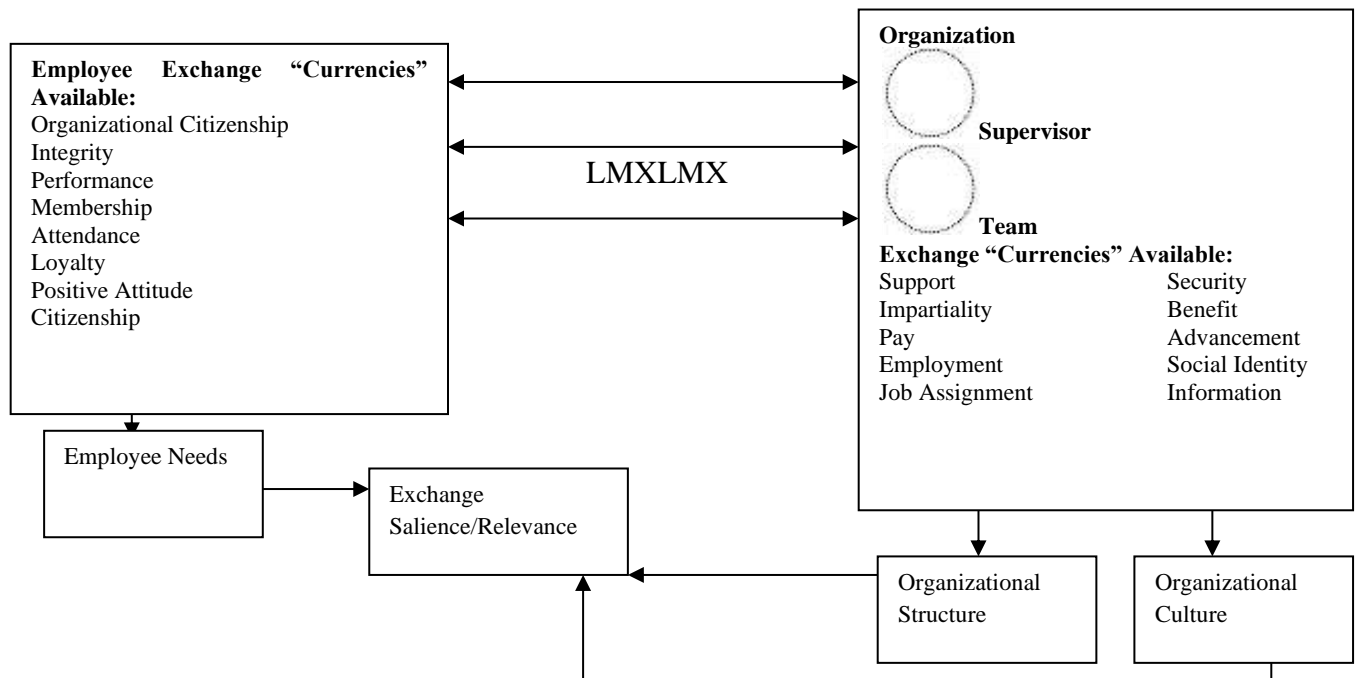 Employee Exchange “Currencies”
Available:
Organizational Citizenship
Integrity
Performance
Membership
Attendance
Loyalty
Positive Attitude
Citizenship
LMXLMX
Organization
Supervisor
Team
Exchange “Currencies” Available:
Support Security
Impartiality Benefit
Pay Advancement
Employment Social Identity
Job Assignment Information
Employee Needs
Exchange
Salience/Relevance
Organizational
Structure
Organizational
Culture